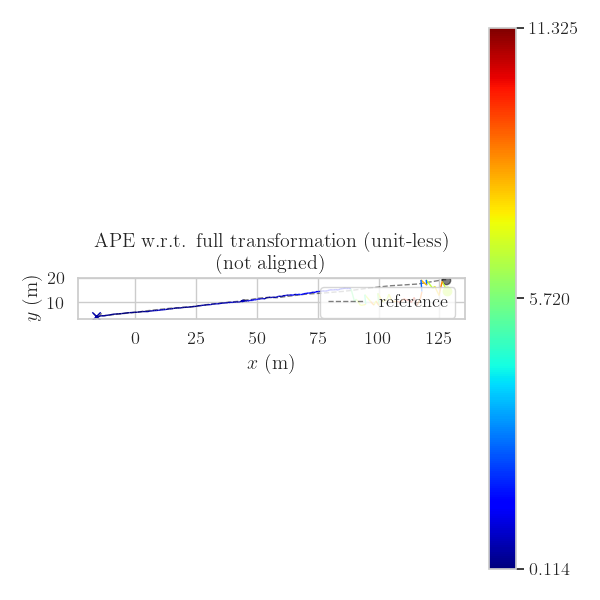 11.325
APE w.r.t. full transformation (unit-less)
(not aligned)
20
10
y (m)
reference
5.720
0
25
50
75
100
125
x (m)
0.114